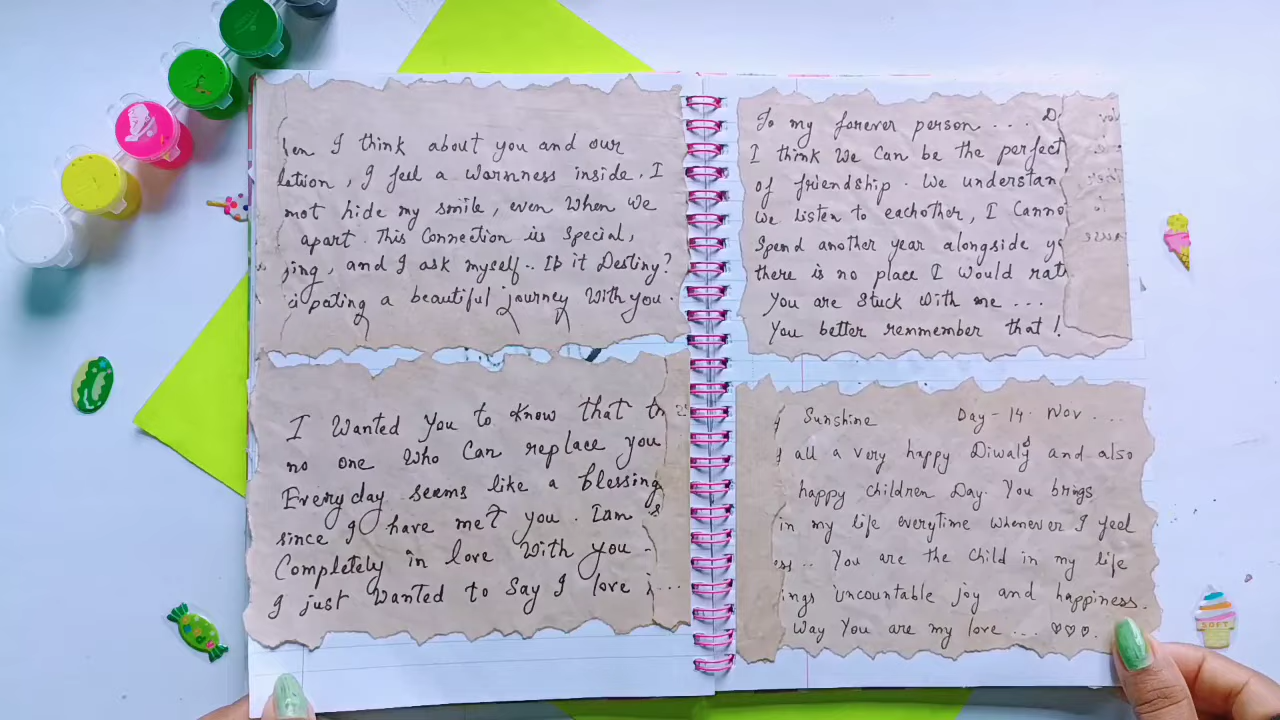 I think about you and our
I feel a warmness inside. I
not hide my smile, even when we
apart. This Connection is Special,
and I ask myself.. Is it Destiny?
a beautiful journey with you.
I Wanted You to know that
no one who can replace you
Everyday seems like a blessing
since I have met you. Iam
Completely in love with you
I just wanted to say I love
To my forever person ....
I think we can be the perfect
of friendship. We understan
We listen to eachother, I canno
Spend another year alongside
there is no place I would rat
You are stuck with me ...
You better remmember that!
Sunshine Day-14. Nov ...
all a very happy Diwaly and also
happy children Day. You brings
in my life everytime whenever I feel
You are the child in my life
ings uncountable joy and happiness.
Way You are my love .... ♡♡♡.
SOFT